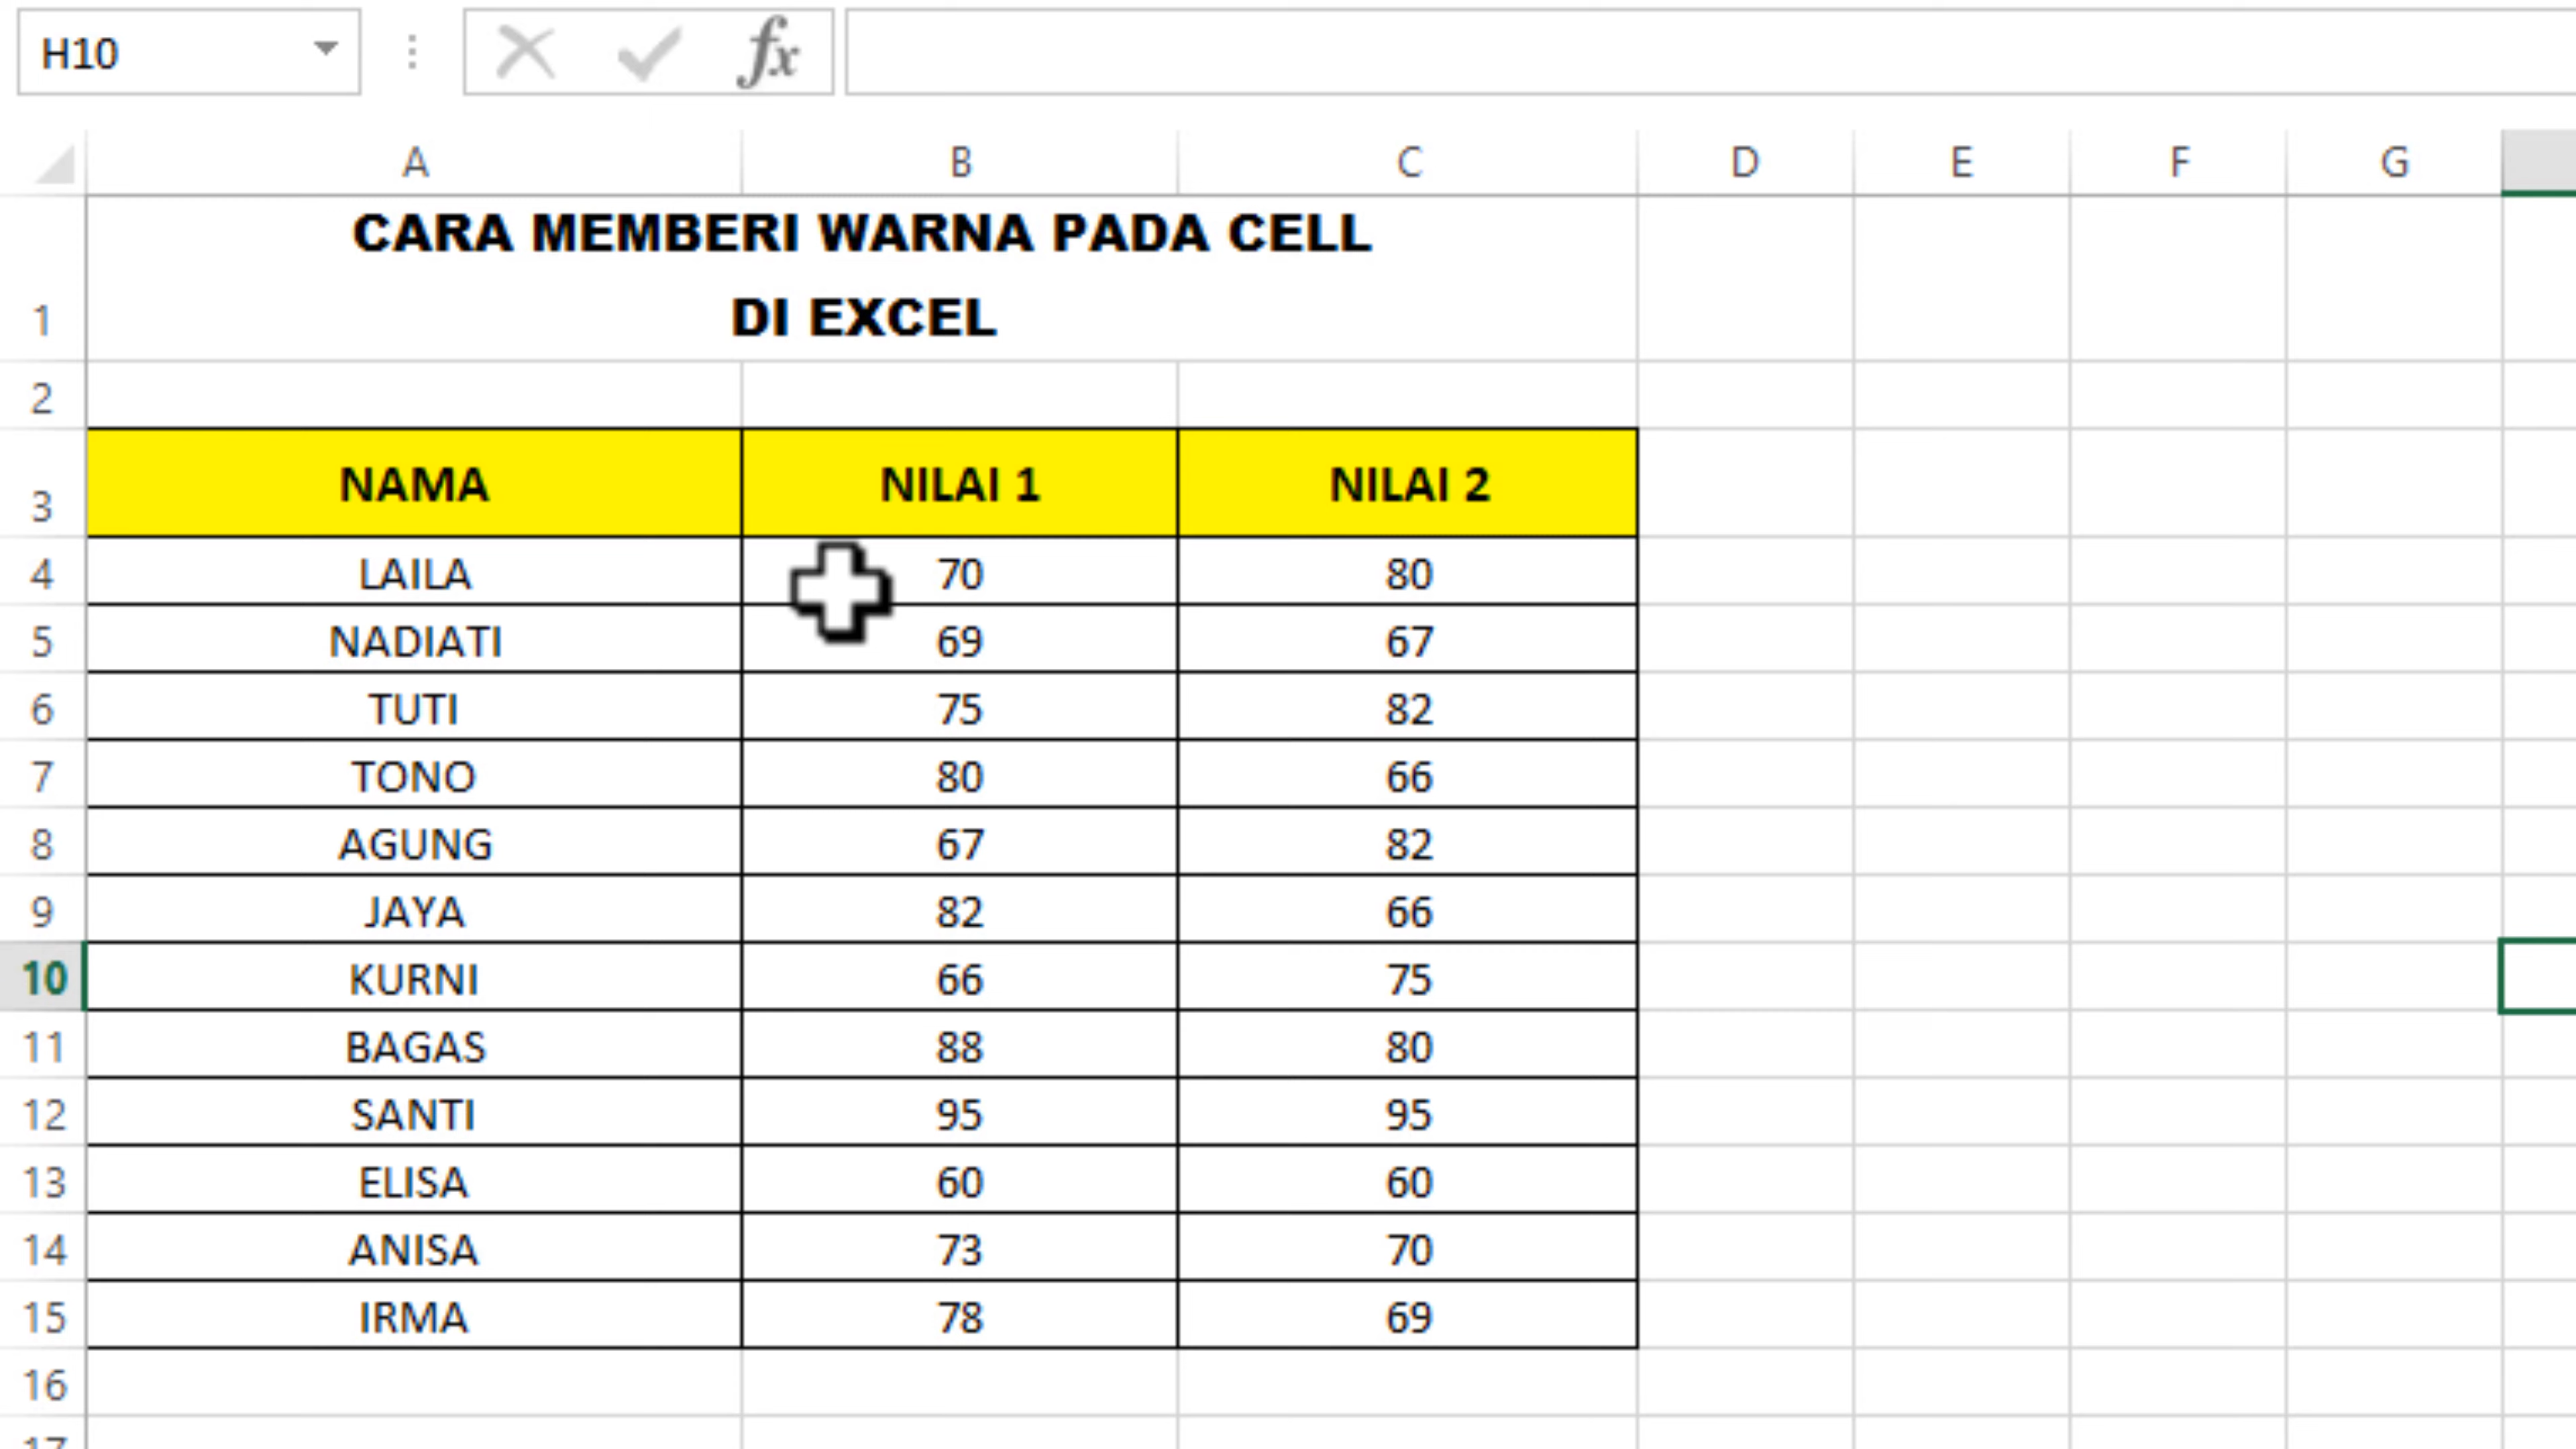 H10
fx
A B C D E F G
CARA MEMBERI WARNA PADA CELL
1 DI EXCEL
2
3 NAMA NILAI 1 NILAI 2
4 LAILA 70 80
5 NADIATI 69 67
6 TUTI 75 82
7 TONO 80 66
8 AGUNG 67 82
9 JAYA 82 66
10 KURNI 66 75
11 BAGAS 88 80
12 SANTI 95 95
13 ELISA 60 60
14 ANISA 73 70
15 IRMA 78 69
16
17